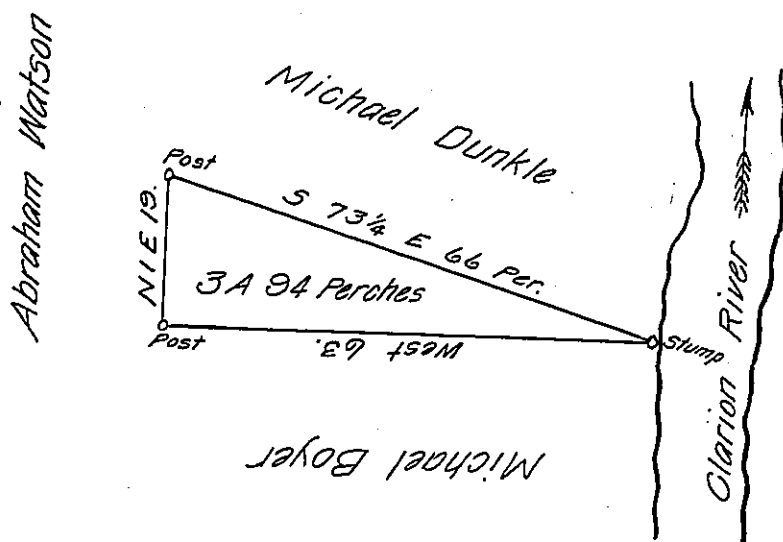 Abraham Watson
Michael Dunkle
Post
S 73¼ E 66 Per.
N 1 E 19.
3 A 94 Perches
Post
West 63.
Stump
Clarion River
Michael Boyer